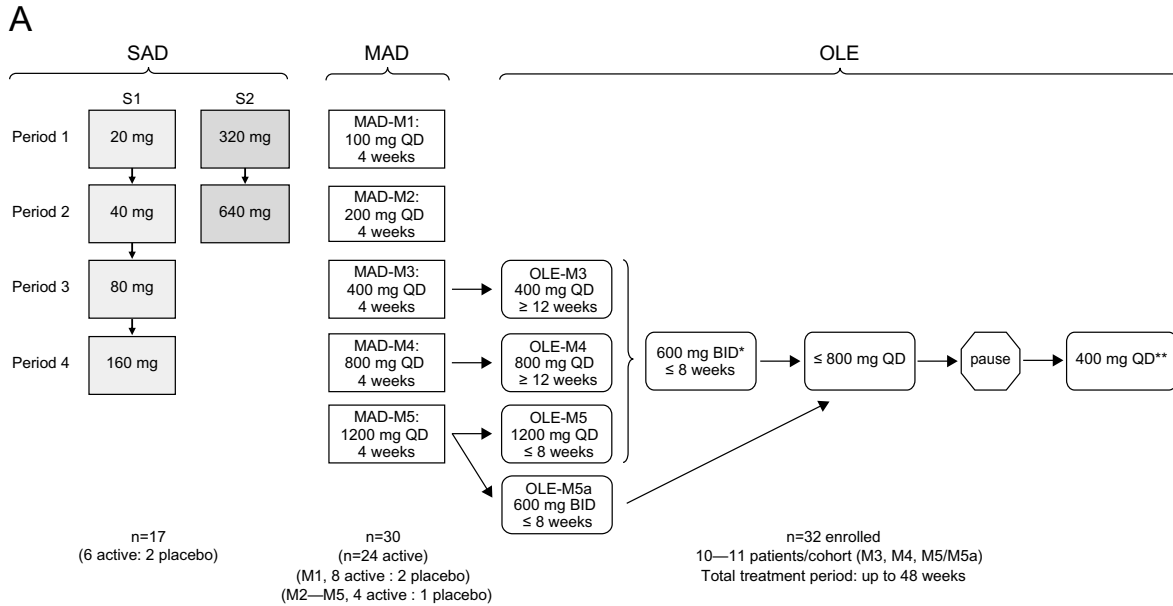 A
SAD
MAD
OLE
S1
S2
Period 1
20 mg
320 mg
MAD-M1:
100 mg QD
4 weeks
Period 2
40 mg
640 mg
MAD-M2:
200 mg QD
4 weeks
Period 3
80 mg
MAD-M3:
400 mg QD
4 weeks
OLE-M3
400 mg QD
≥ 12 weeks
Period 4
160 mg
MAD-M4:
800 mg QD
4 weeks
OLE-M4
800 mg QD
≥ 12 weeks
600 mg BID*
≤ 8 weeks
≤ 800 mg QD
pause
400 mg QD**
MAD-M5:
1200 mg QD
4 weeks
OLE-M5
1200 mg QD
≤ 8 weeks
OLE-M5a
600 mg BID
≤ 8 weeks
n=17
(6 active: 2 placebo)
n=30
(n=24 active)
(M1, 8 active : 2 placebo)
(M2—M5, 4 active : 1 placebo)
n=32 enrolled
10—11 patients/cohort (M3, M4, M5/M5a)
Total treatment period: up to 48 weeks